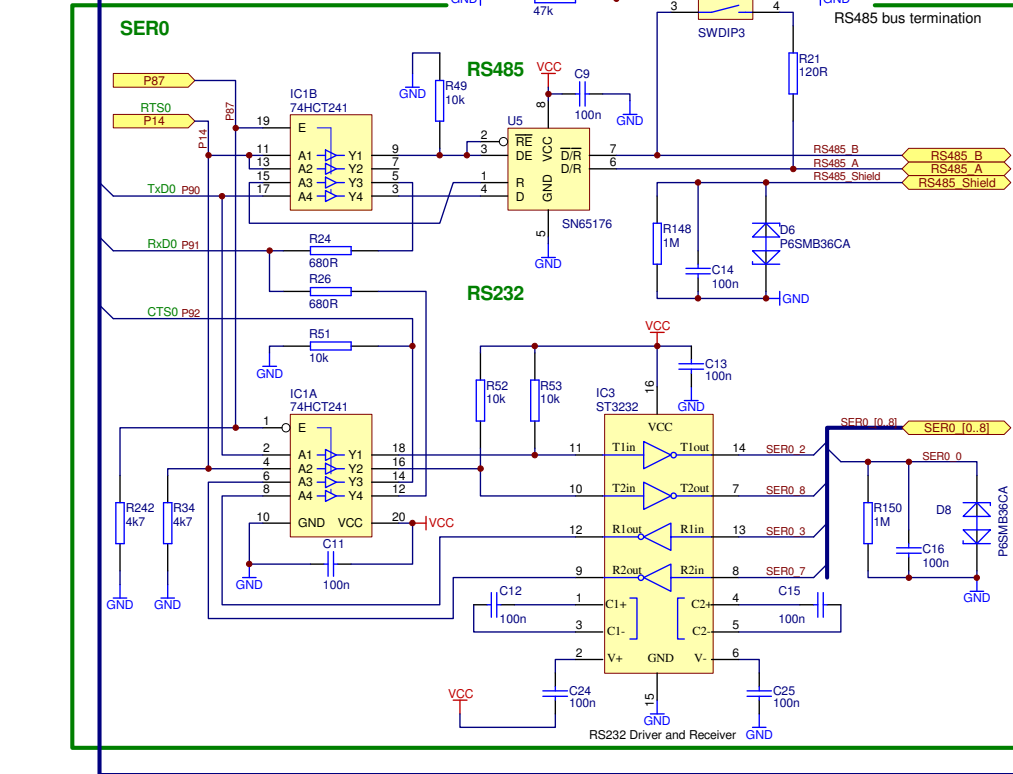 GND
47k
3
4
SWDIP3
GND
RS485 bus termination
SER0
P87
RTS0
P14
P87
P14
IC1B
74HCT241
19
E
11
A1
Y1
9
13
A2
Y2
7
15
A3
Y3
5
17
A4
Y4
3
TxD0 P90
RxD0 P91
CTS0 P92
RS485
GND
R49
10k
VCC
C9
100n
GND
8
U5
2
RE
3
DE
VCC
D/R
7
D/R
6
1
R
4
D
GND
SN65176
5
GND
R21
120R
RS485_B
RS485_A
RS485_Shield
RS485_B
RS485_A
RS485_Shield
R148
1M
C14
100n
D6
P6SMB36CA
GND
R24
680R
R26
680R
R51
10k
GND
RS232
VCC
C13
100n
GND
R52
10k
R53
10k
IC1A
74HCT241
1
E
2
A1
Y1
18
4
A2
Y2
16
6
A3
Y3
14
8
A4
Y4
12
10
GND
VCC
20
VCC
C11
100n
GND
R242
4k7
GND
R34
4k7
GND
IC3
ST3232
16
VCC
11
T1in
T1out
14
10
T2in
T2out
7
12
R1out
R1in
13
9
R2out
R2in
8
1
C1+
C2+
4
3
C1-
C2-
5
2
V+
GND
V-
6
15
GND
RS232 Driver and Receiver
C12
100n
C15
100n
VCC
C24
100n
C25
100n
GND
SER0_2
SER0_8
SER0_3
SER0_7
SER0_[0..8]
SER0_[0..8]
SER0_0
R150
1M
C16
100n
D8
P6SMB36CA
GND